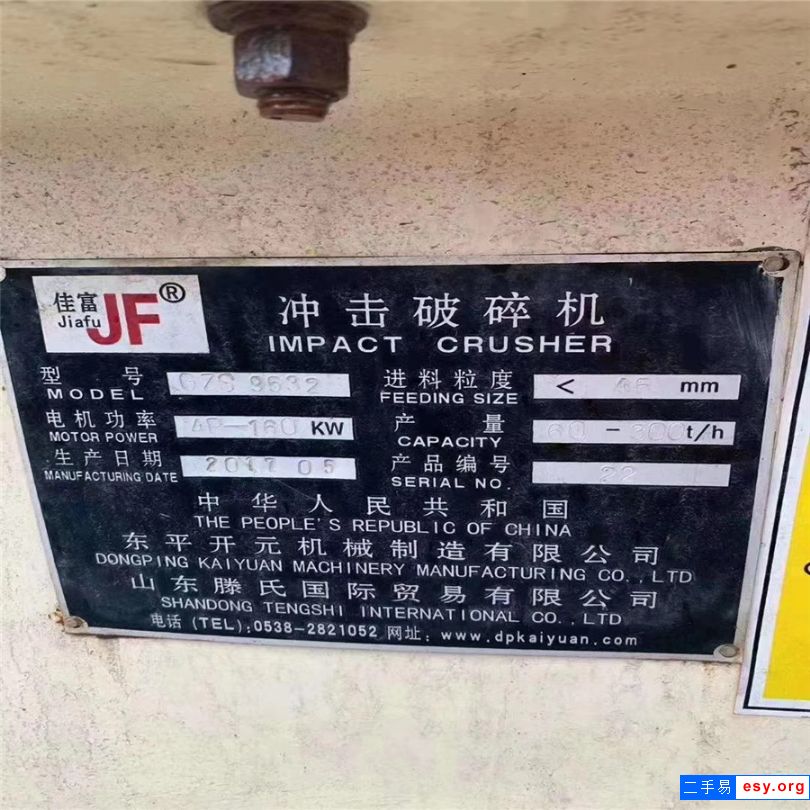 佳富
Jiafu
JF®
冲击破碎机
IMPACT CRUSHER
型号
MODEL
进料粒度 < mm
FEEDING SIZE
电机功率 KW
MOTOR POWER
产量 60-300t/h
CAPACITY
生产日期 2017 05
MANUFACTURING DATE
产品编号 22
SERIAL NO.
中华人民共和国
THE PEOPLE'S REPUBLIC OF CHINA
东平开元机械制造有限公司
DONGPING KAIYUAN MACHINERY MANUFACTURING CO.,LTD
山东滕氏国际贸易有限公司
SHANDONG TENGSHI INTERNATIONAL CO.,LTD
电话 (TEL):0538-2821052 网址: www.dpkaiyuan.com
二手易 esy.org